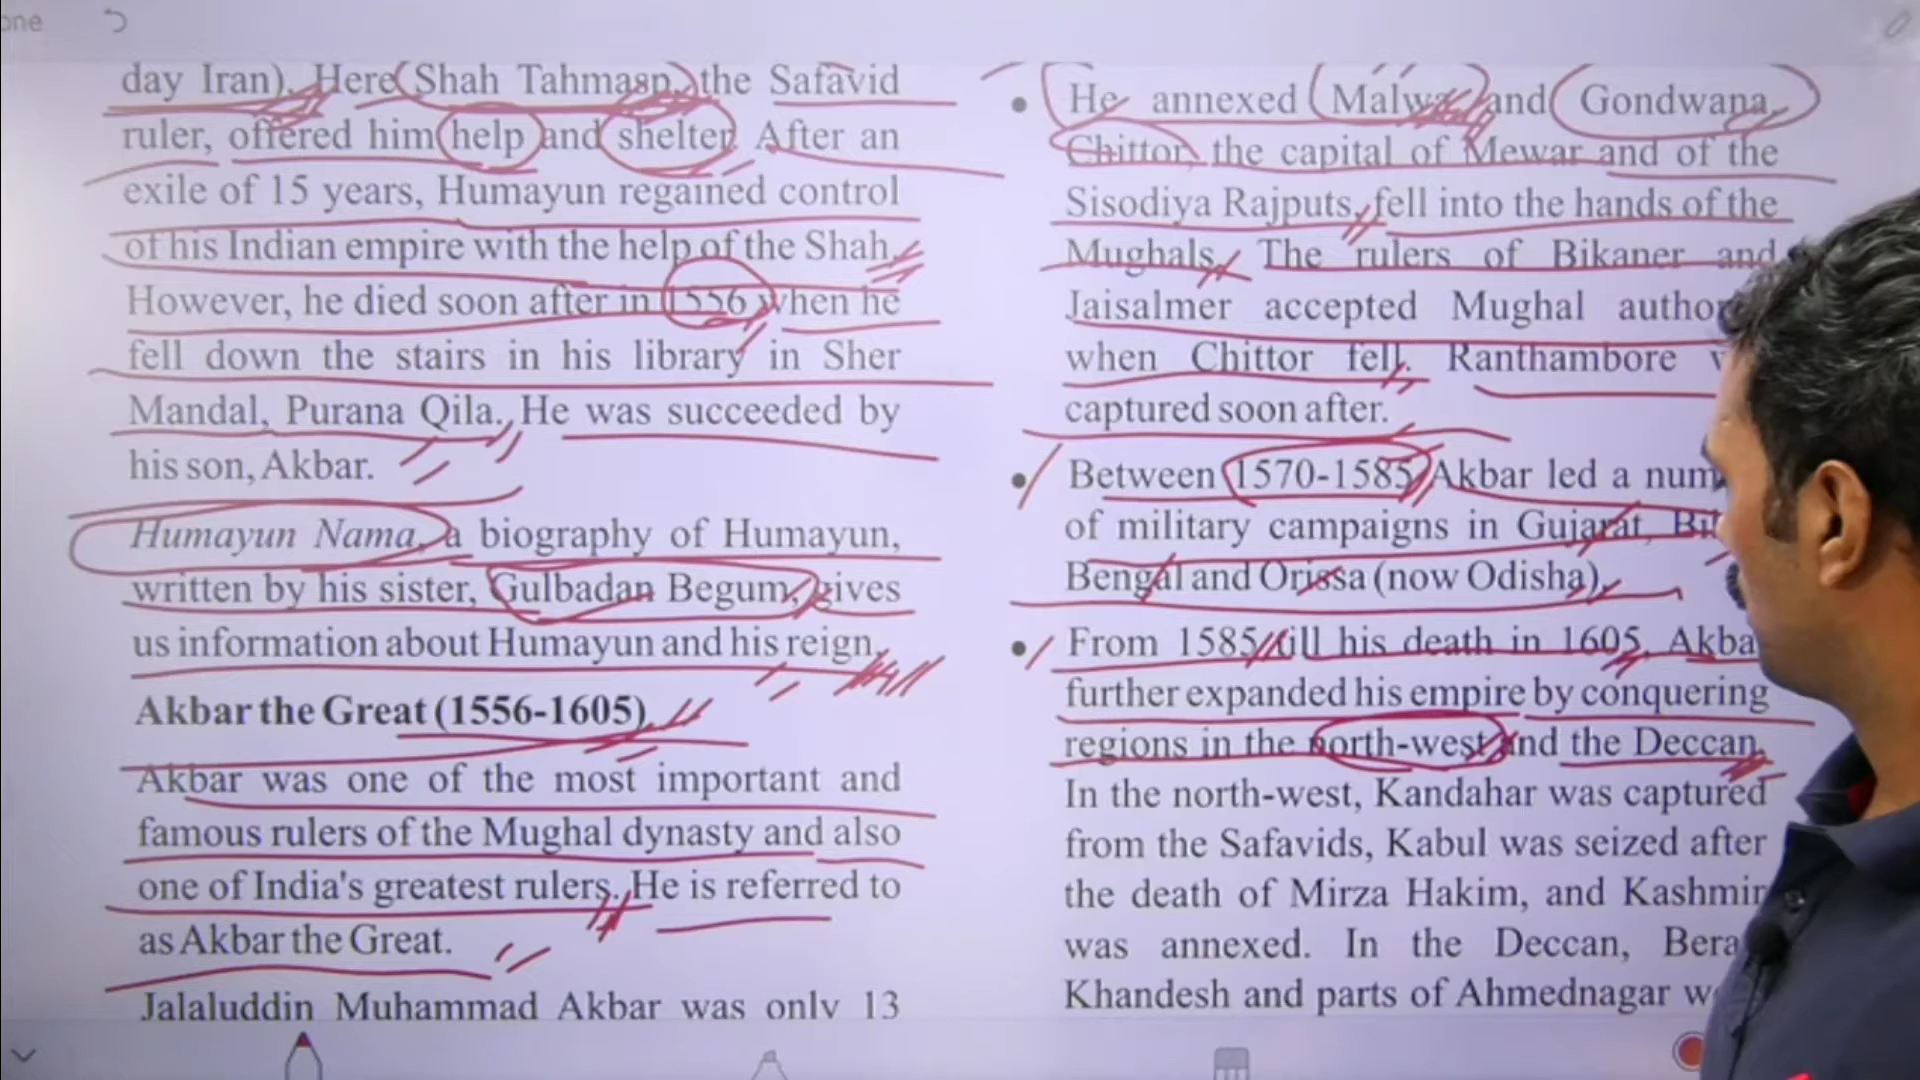 one
day Iran). Here Shah Tahmasp, the Safavid
ruler, offered him help and shelter. After an
exile of 15 years, Humayun regained control
of his Indian empire with the help of the Shah.
However, he died soon after in 1556 when he
fell down the stairs in his library in Sher
Mandal, Purana Qila. He was succeeded by
his son, Akbar.
Humayun Nama, a biography of Humayun,
written by his sister, Gulbadan Begum, gives
us information about Humayun and his reign.
Akbar the Great (1556-1605)
Akbar was one of the most important and
famous rulers of the Mughal dynasty and also
one of India's greatest rulers. He is referred to
as Akbar the Great.
Jalaluddin Muhammad Akbar was only 13
• He annexed Malwa and Gondwana.
Chittor, the capital of Mewar and of the
Sisodiya Rajputs, fell into the hands of the
Mughals. The rulers of Bikaner and
Jaisalmer accepted Mughal
when Chittor fell. Ranthambore
captured soon after.
• Between 1570-1585 Akbar led a
of military campaigns in Gujarat,
Bengal and Orissa (now Odisha).
• From 1585 till his death in 1605, Akba
further expanded his empire by conquering
regions in the north-west and the Deccan.
In the north-west, Kandahar was captured
from the Safavids, Kabul was seized after
the death of Mirza Hakim, and Kashmir
was annexed. In the Deccan, Bera
Khandesh and parts of Ahmednagar